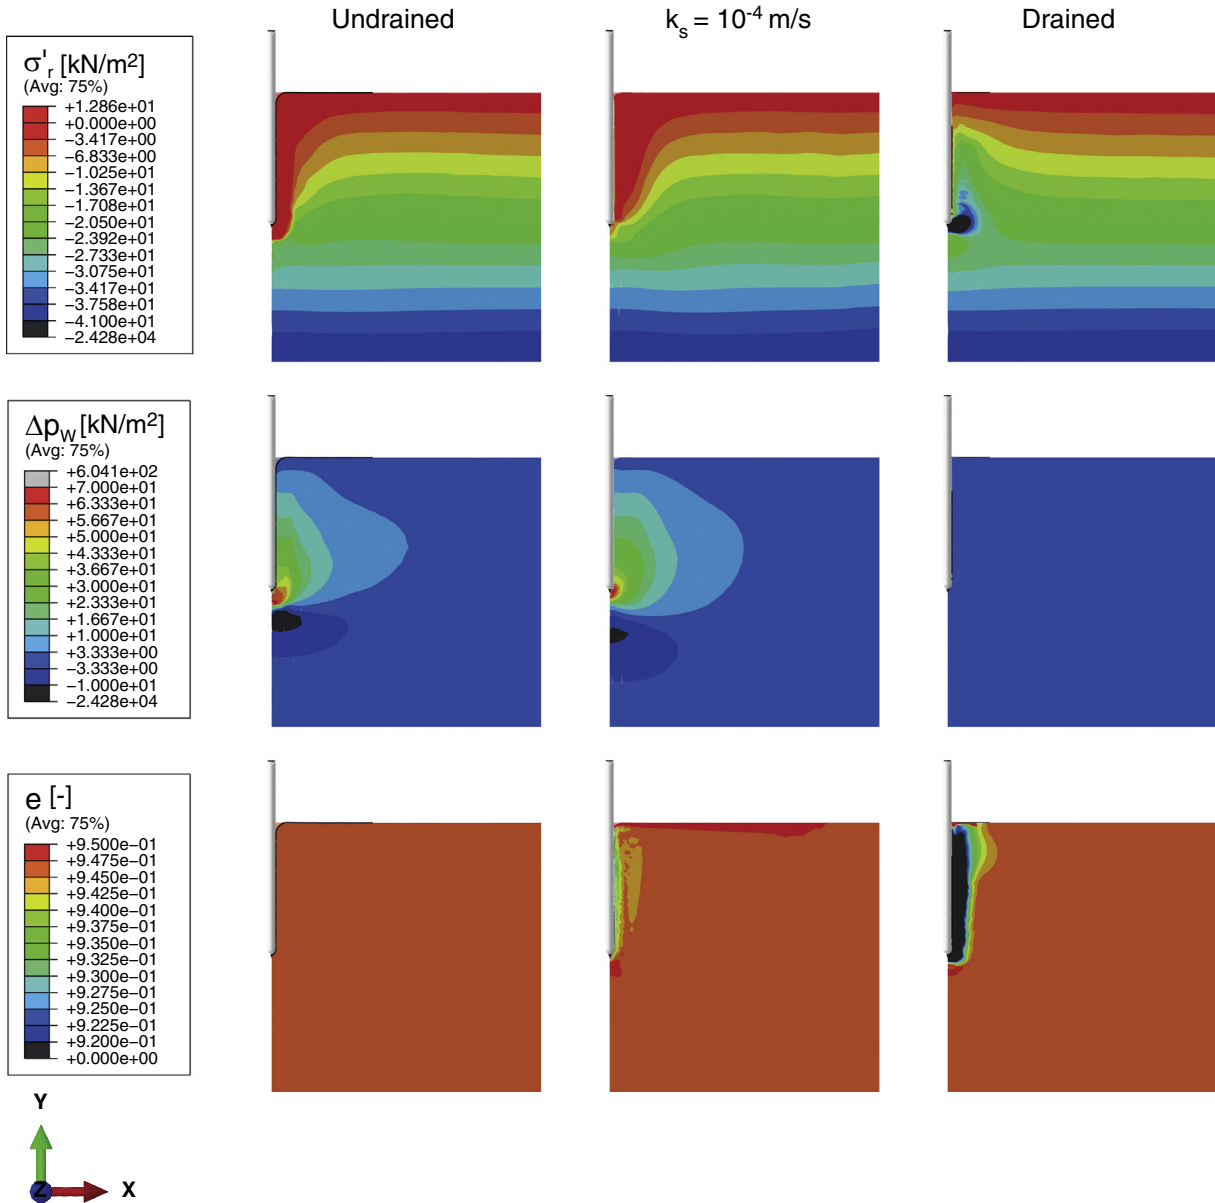 Undrained
k_s = 10^-4 m/s
Drained
σ'_r [kN/m²]
(Avg: 75%)
+1.286e+01
+0.000e+00
−3.417e+00
−6.833e+00
−1.025e+01
−1.367e+01
−1.708e+01
−2.050e+01
−2.392e+01
−2.733e+01
−3.075e+01
−3.417e+01
−3.758e+01
−4.100e+01
−2.428e+04
Δp_W [kN/m²]
(Avg: 75%)
+6.041e+02
+7.000e+01
+6.333e+01
+5.667e+01
+5.000e+01
+4.333e+01
+3.667e+01
+3.000e+01
+2.333e+01
+1.667e+01
+1.000e+01
+3.333e+00
−3.333e+00
−1.000e+01
−2.428e+04
e [-]
(Avg: 75%)
+9.500e−01
+9.475e−01
+9.450e−01
+9.425e−01
+9.400e−01
+9.375e−01
+9.350e−01
+9.325e−01
+9.300e−01
+9.275e−01
+9.250e−01
+9.225e−01
+9.200e−01
+0.000e+00
Y
Z
X